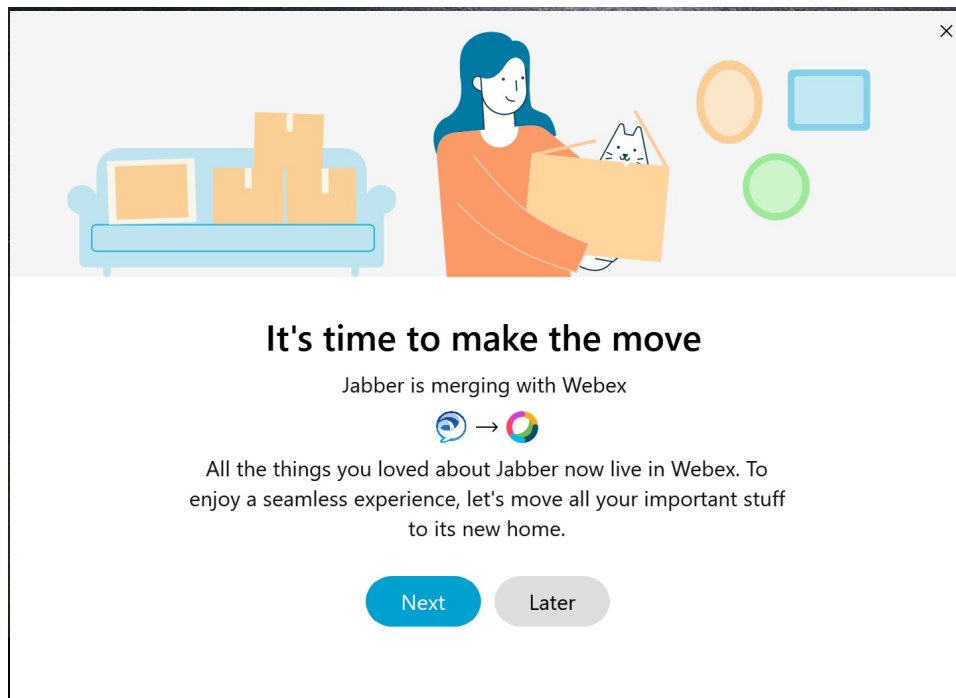 It's time to make the move
Jabber is merging with Webex
All the things you loved about Jabber now live in Webex. To
enjoy a seamless experience, let's move all your important stuff
to its new home.
Next
Later